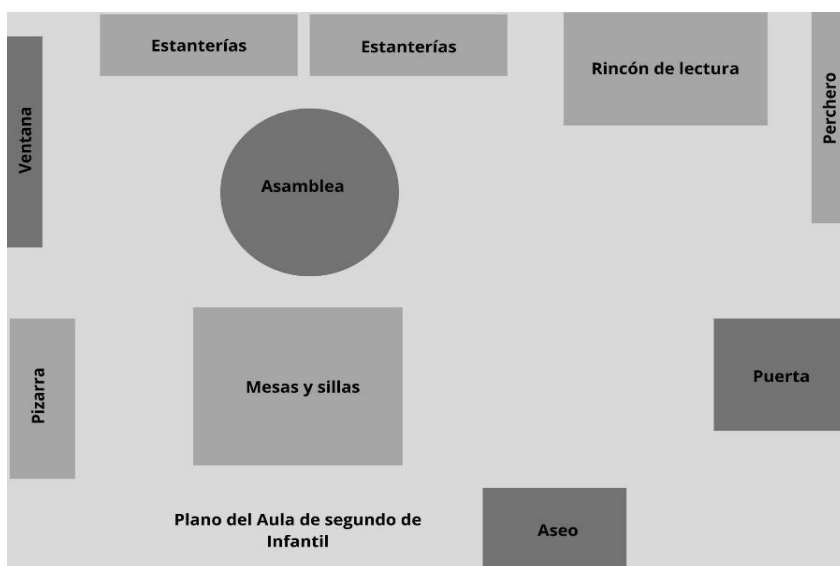 Estanterías
Estanterías
Rincón de lectura
Perchero
Ventana
Asamblea
Pizarra
Mesas y sillas
Puerta
Plano del Aula de segundo de
Infantil
Aseo